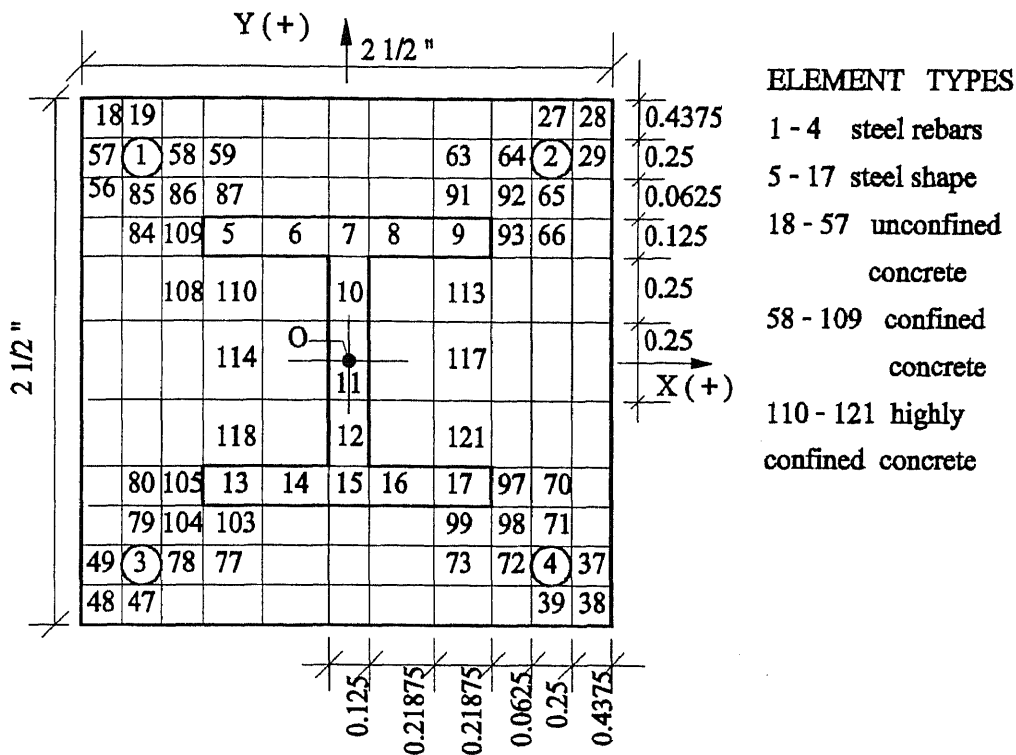 Y (+)
2 1/2 "
18 19 27 28 0.4375
57 1 58 59 63 64 2 29 0.25
56 85 86 87 91 92 65 0.0625
84 109 5 6 7 8 9 93 66 0.125
108 110 10 113 0.25
O 0.25
114 117
11 X (+)
2 1/2 "
118 12 121
80 105 13 14 15 16 17 97 70
79 104 103 99 98 71
49 3 78 77 73 72 4 37
48 47 39 38
0.125 0.21875 0.21875 0.0625 0.25 0.4375
ELEMENT TYPES
1 - 4 steel rebars
5 - 17 steel shape
18 - 57 unconfined
concrete
58 - 109 confined
concrete
110 - 121 highly
confined concrete